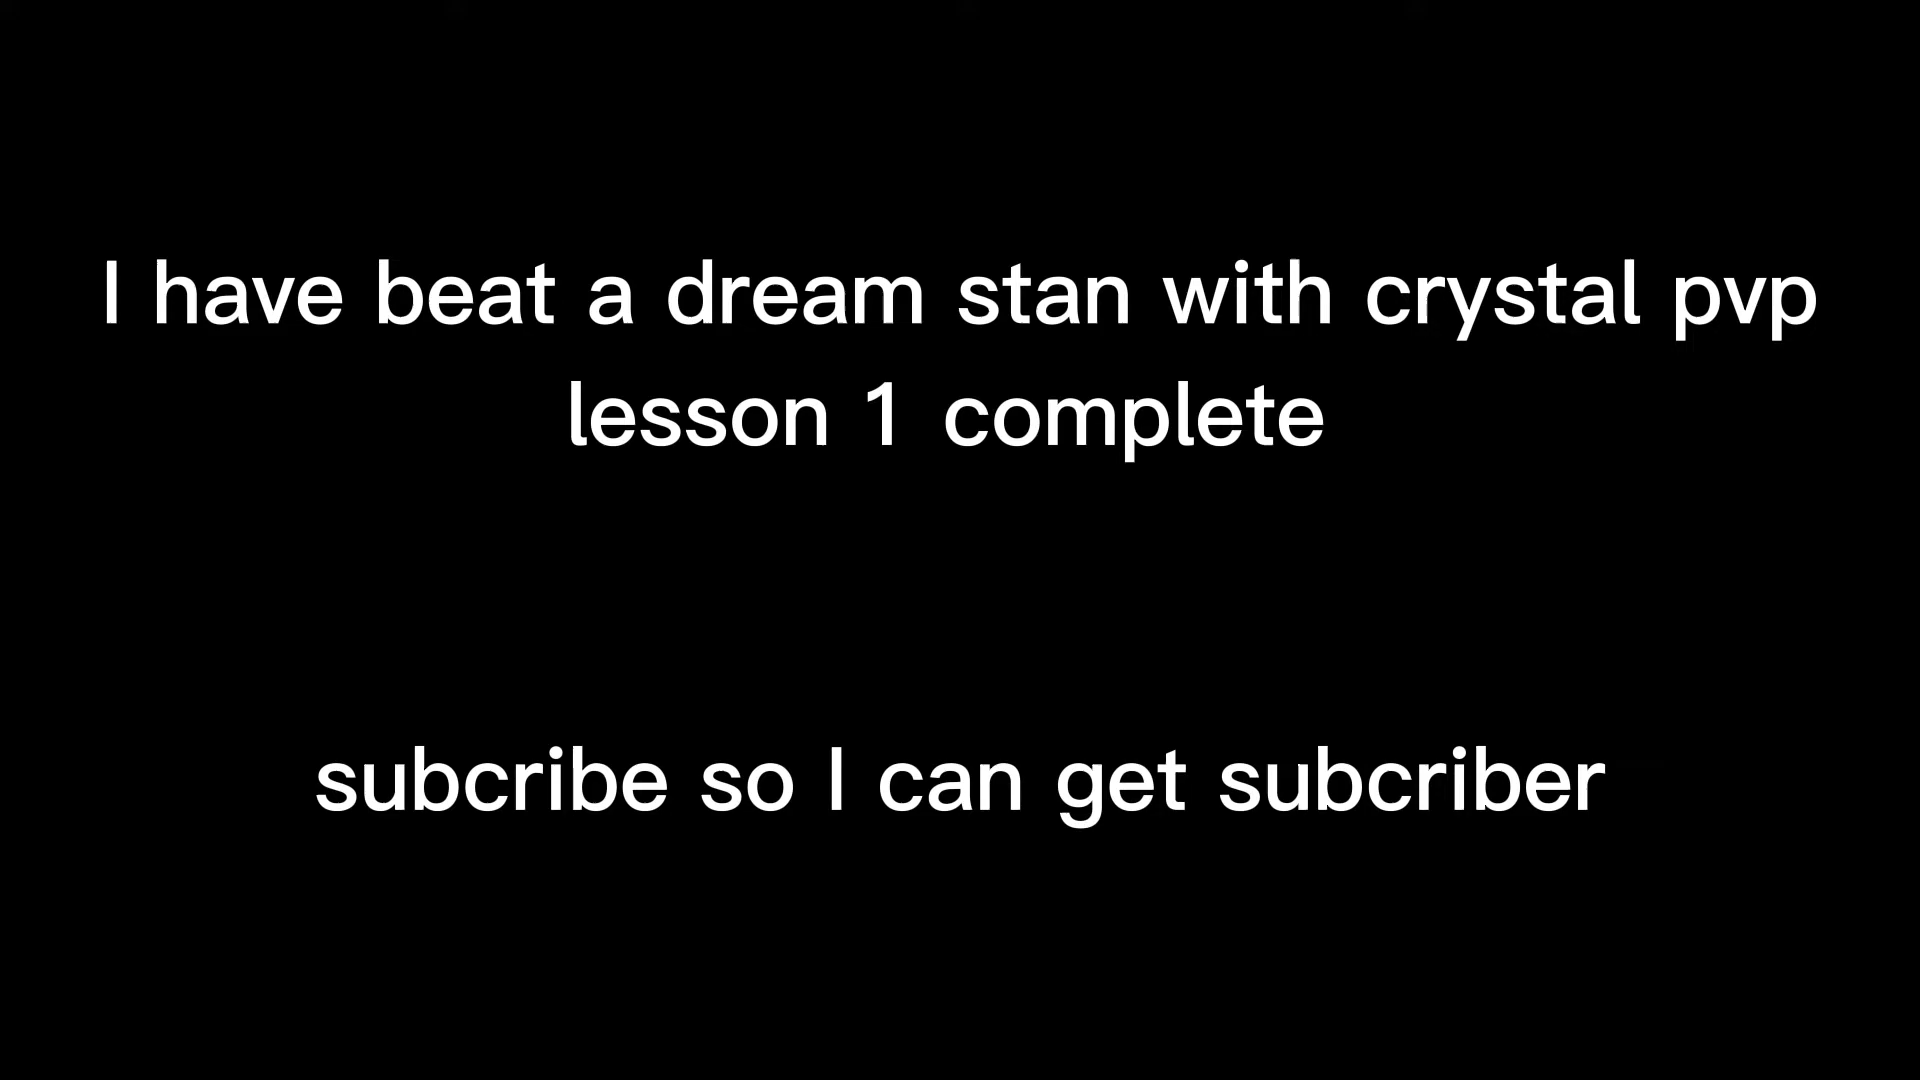 I have beat a dream stan with crystal pvp
lesson 1 complete
subcribe so I can get subcriber